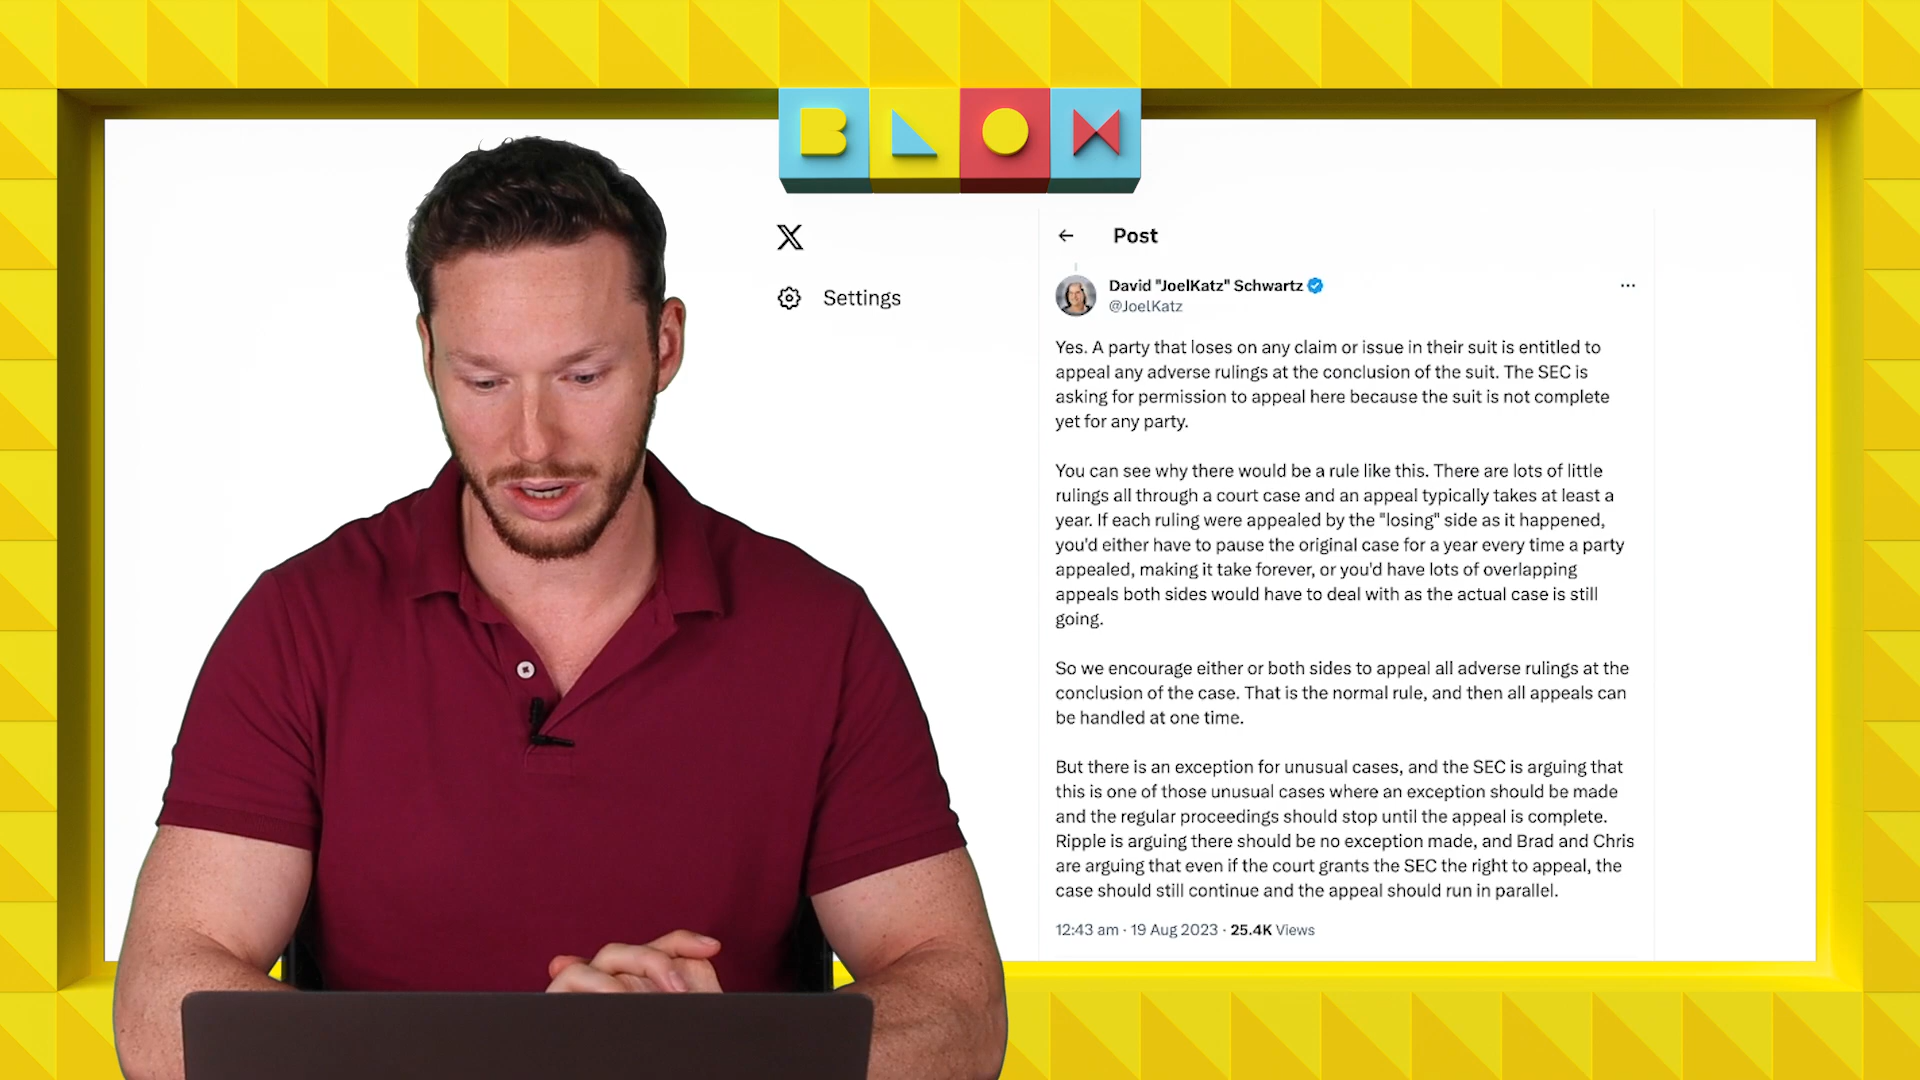 BLOX
Post
Settings
David "JoelKatz" Schwartz
@JoelKatz
Yes. A party that loses on any claim or issue in their suit is entitled to
appeal any adverse rulings at the conclusion of the suit. The SEC is
asking for permission to appeal here because the suit is not complete
yet for any party.
You can see why there would be a rule like this. There are lots of little
rulings all through a court case and an appeal typically takes at least a
year. If each ruling were appealed by the "losing" side as it happened,
you'd either have to pause the original case for a year every time a party
appealed, making it take forever, or you'd have lots of overlapping
appeals both sides would have to deal with as the actual case is still
going.
So we encourage either or both sides to appeal all adverse rulings at the
conclusion of the case. That is the normal rule, and then all appeals can
be handled at one time.
But there is an exception for unusual cases, and the SEC is arguing that
this is one of those unusual cases where an exception should be made
and the regular proceedings should stop until the appeal is complete.
Ripple is arguing there should be no exception made, and Brad and Chris
are arguing that even if the court grants the SEC the right to appeal, the
case should still continue and the appeal should run in parallel.
12:43 am · 19 Aug 2023 · 25.4K Views